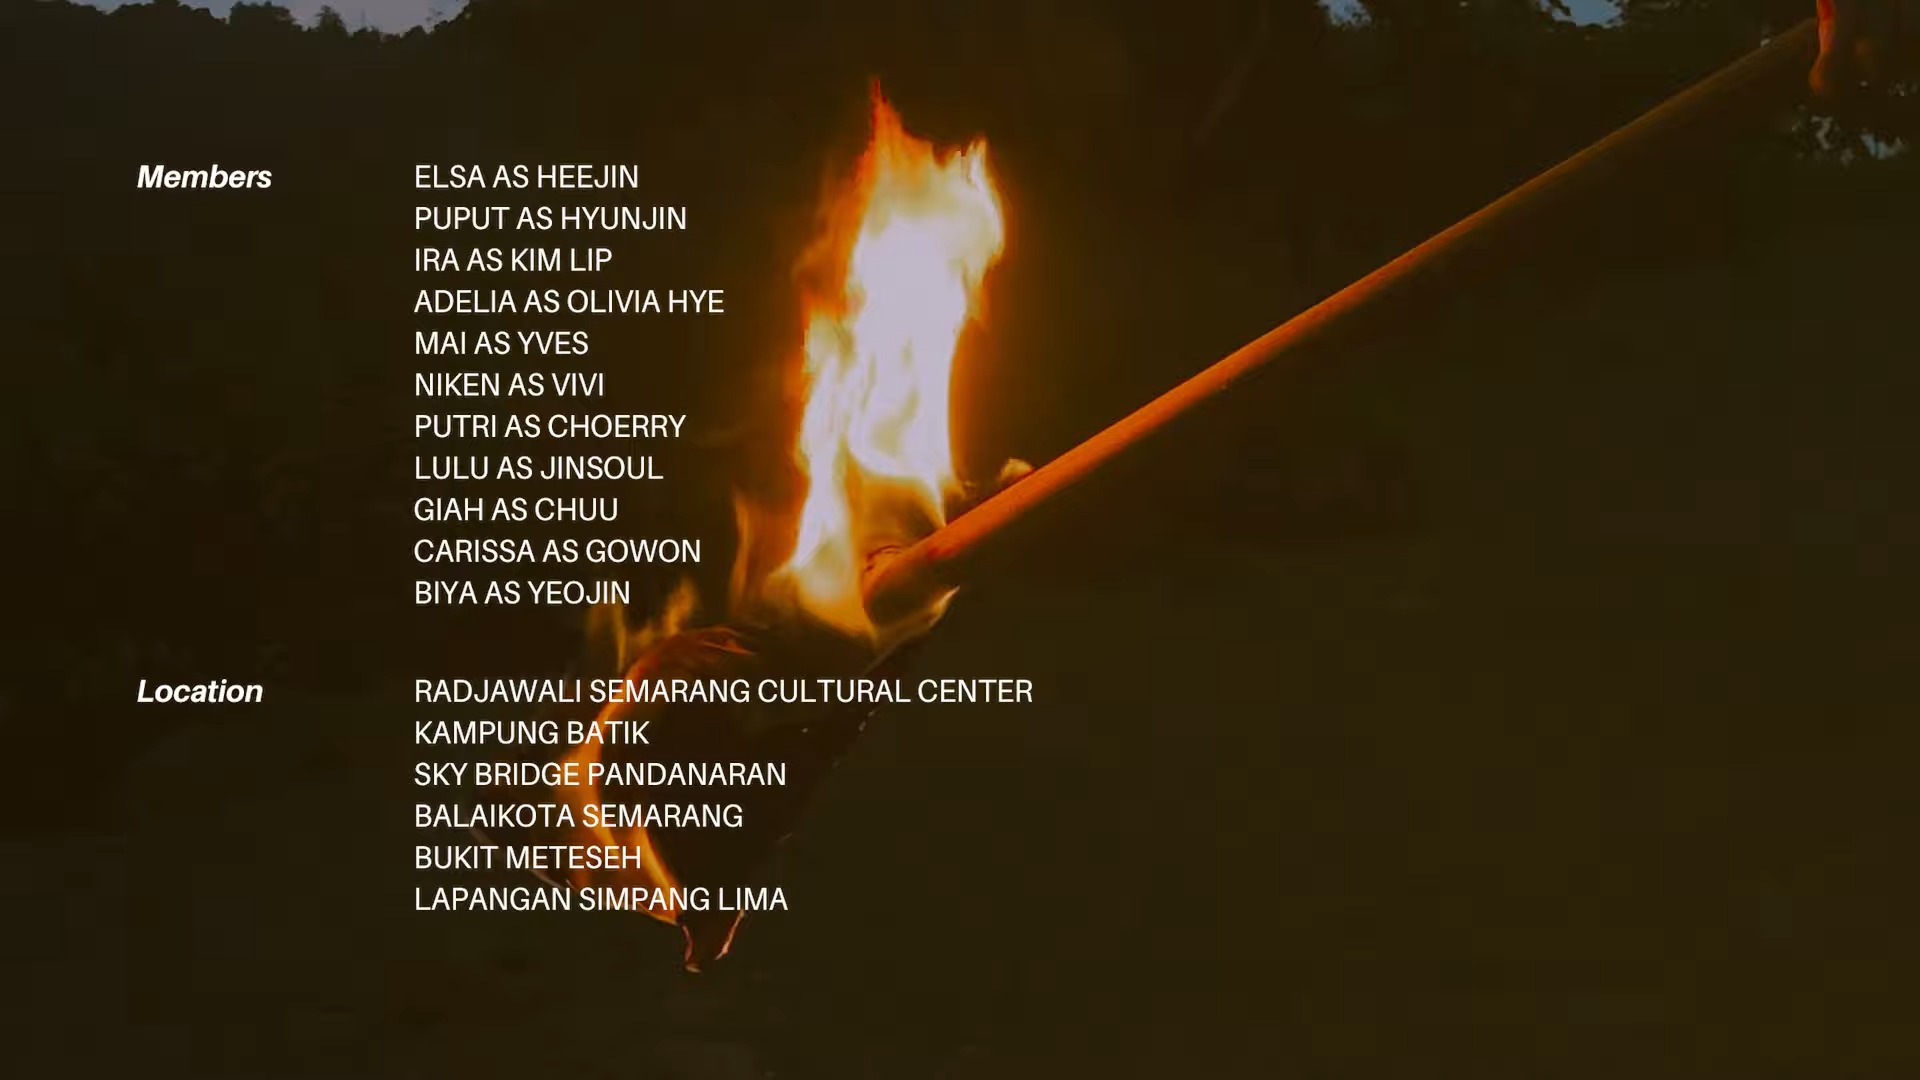 Members
ELSA AS HEEJIN
PUPUT AS HYUNJIN
IRA AS KIM LIP
ADELIA AS OLIVIA HYE
MAI AS YVES
NIKEN AS VIVI
PUTRI AS CHOERRY
LULU AS JINSOUL
GIAH AS CHUU
CARISSA AS GOWON
BIYA AS YEOJIN
Location
RADJAWALI SEMARANG CULTURAL CENTER
KAMPUNG BATIK
SKY BRIDGE PANDANARAN
BALAIKOTA SEMARANG
BUKIT METESEH
LAPANGAN SIMPANG LIMA